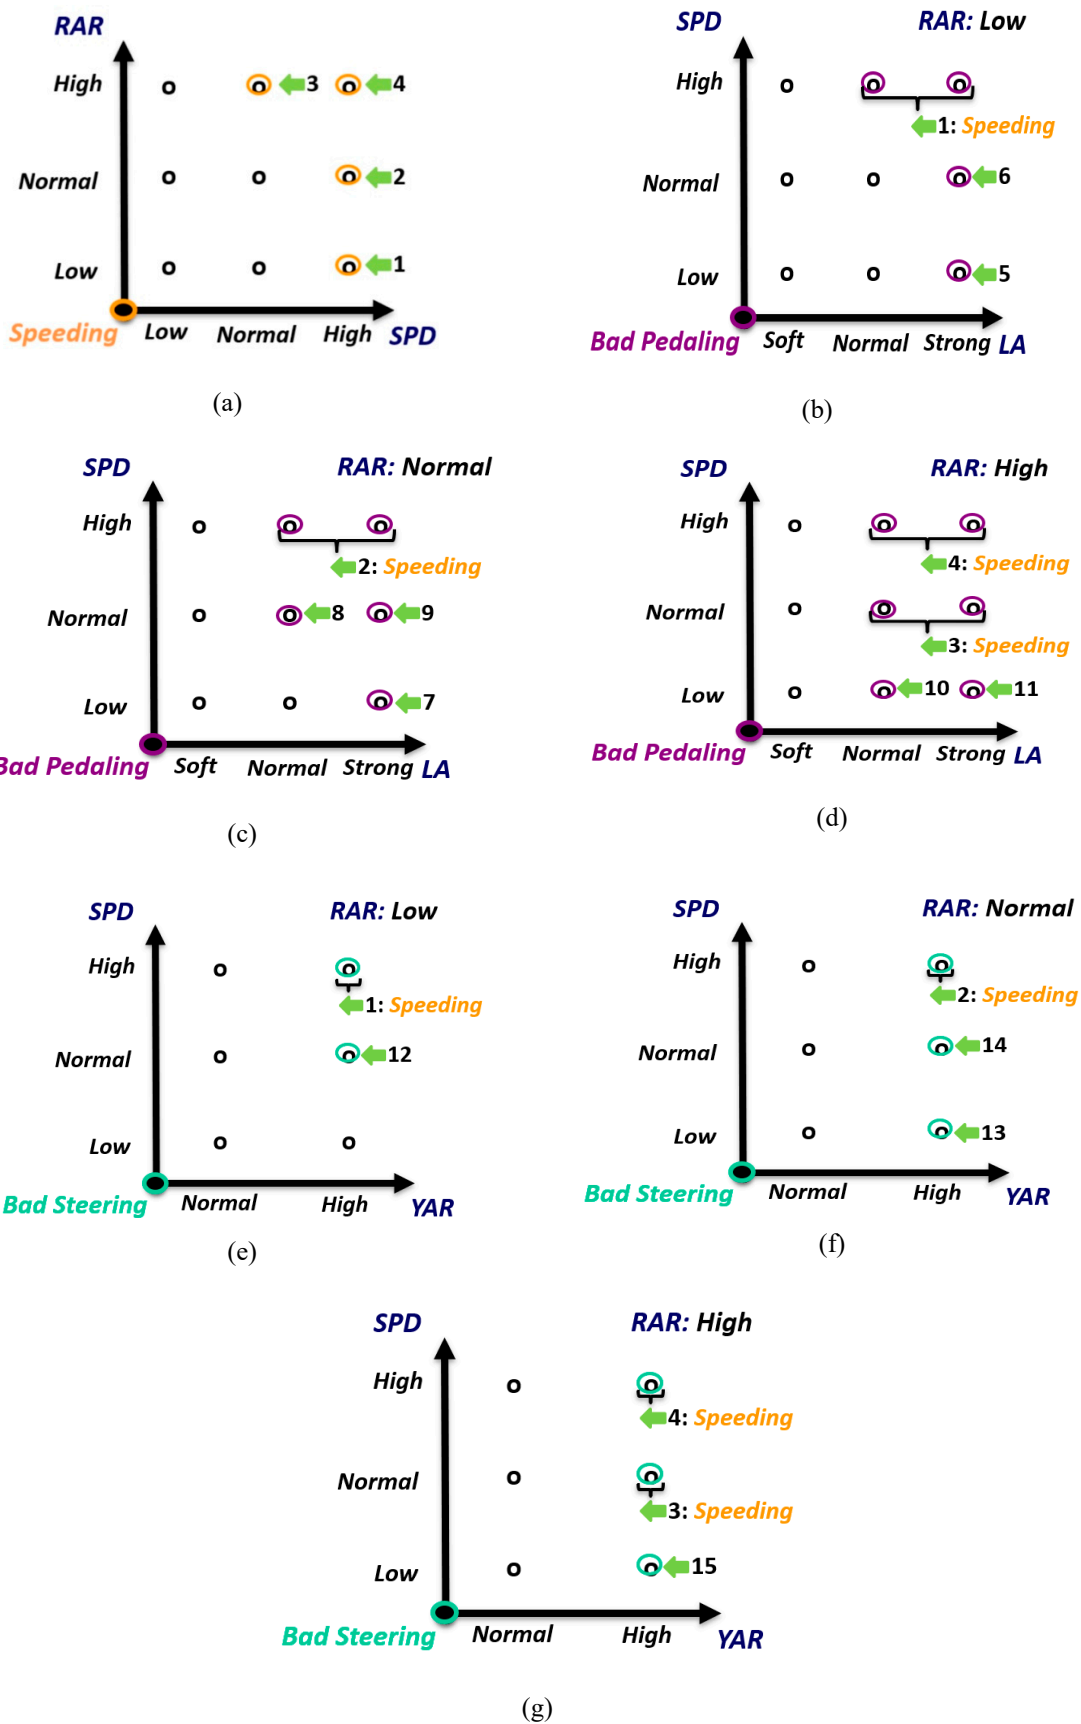 RAR
High
3
4
Normal
2
Low
1
Speeding
Low
Normal
High
SPD
(a)
SPD
RAR: Low
High
1: Speeding
Normal
6
Low
5
Bad Pedaling
Soft
Normal
Strong
LA
(b)
SPD
RAR: Normal
High
2: Speeding
Normal
8
9
Low
7
Bad Pedaling
Soft
Normal
Strong
LA
(c)
SPD
RAR: High
High
4: Speeding
Normal
3: Speeding
Low
10
11
Bad Pedaling
Soft
Normal
Strong
LA
(d)
SPD
RAR: Low
High
1: Speeding
Normal
12
Low
Bad Steering
Normal
High
YAR
(e)
SPD
RAR: Normal
High
2: Speeding
Normal
14
Low
13
Bad Steering
Normal
High
YAR
(f)
SPD
RAR: High
High
4: Speeding
Normal
3: Speeding
Low
15
Bad Steering
Normal
High
YAR
(g)